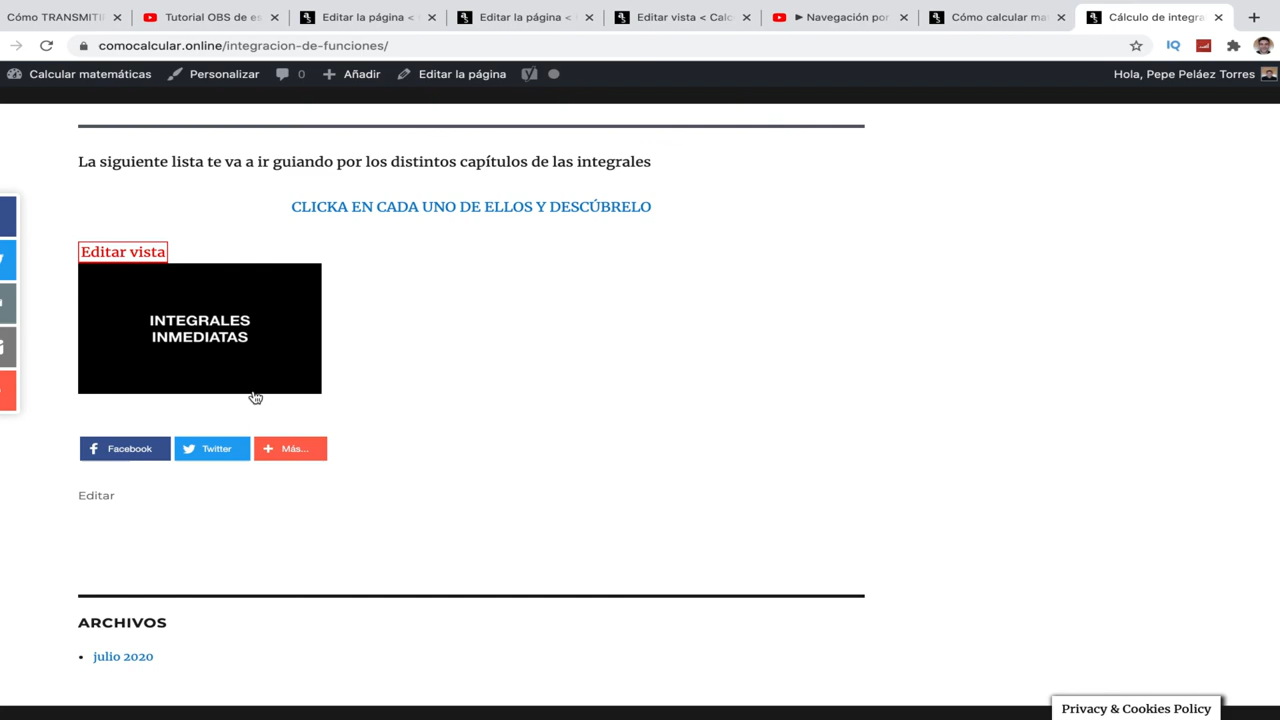 Cómo TRANSMITI
Tutorial OBS de es
Editar la página <
Editar la página <
Editar vista < Calc
▶ Navegación por
Cómo calcular ma
Cálculo de integra
comocalcular.online/integracion-de-funciones/
IQ
Calcular matemáticas
Personalizar
0
Añadir
Editar la página
Hola, Pepe Peláez Torres
La siguiente lista te va a ir guiando por los distintos capítulos de las integrales
CLICKA EN CADA UNO DE ELLOS Y DESCÚBRELO
Editar vista
INTEGRALES
INMEDIATAS
Facebook
Twitter
Más...
Editar
ARCHIVOS
julio 2020
Privacy & Cookies Policy